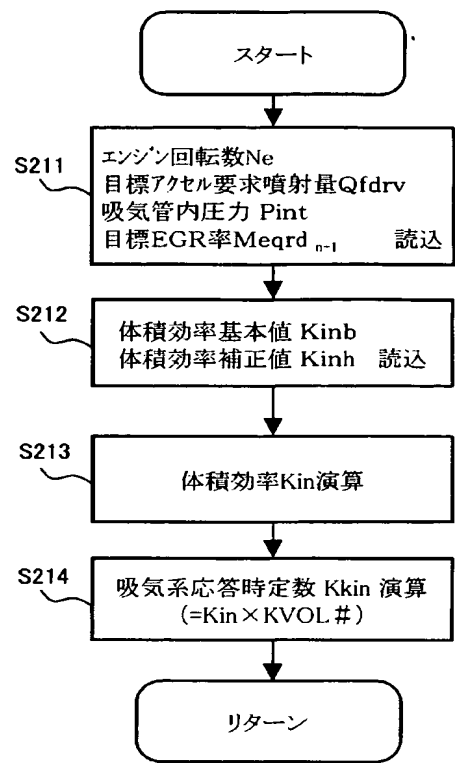 スタート
S211
エンジン回転数Ne
目標アクセル要求噴射量Qfdrv
吸気管内圧力 Pint
目標EGR率Meqrd n-1 読込
S212
体積効率基本値 Kinb
体積効率補正値 Kinh 読込
S213
体積効率Kin演算
S214
吸気系応答時定数 Kkin 演算
(=Kin×KVOL#)
リターン